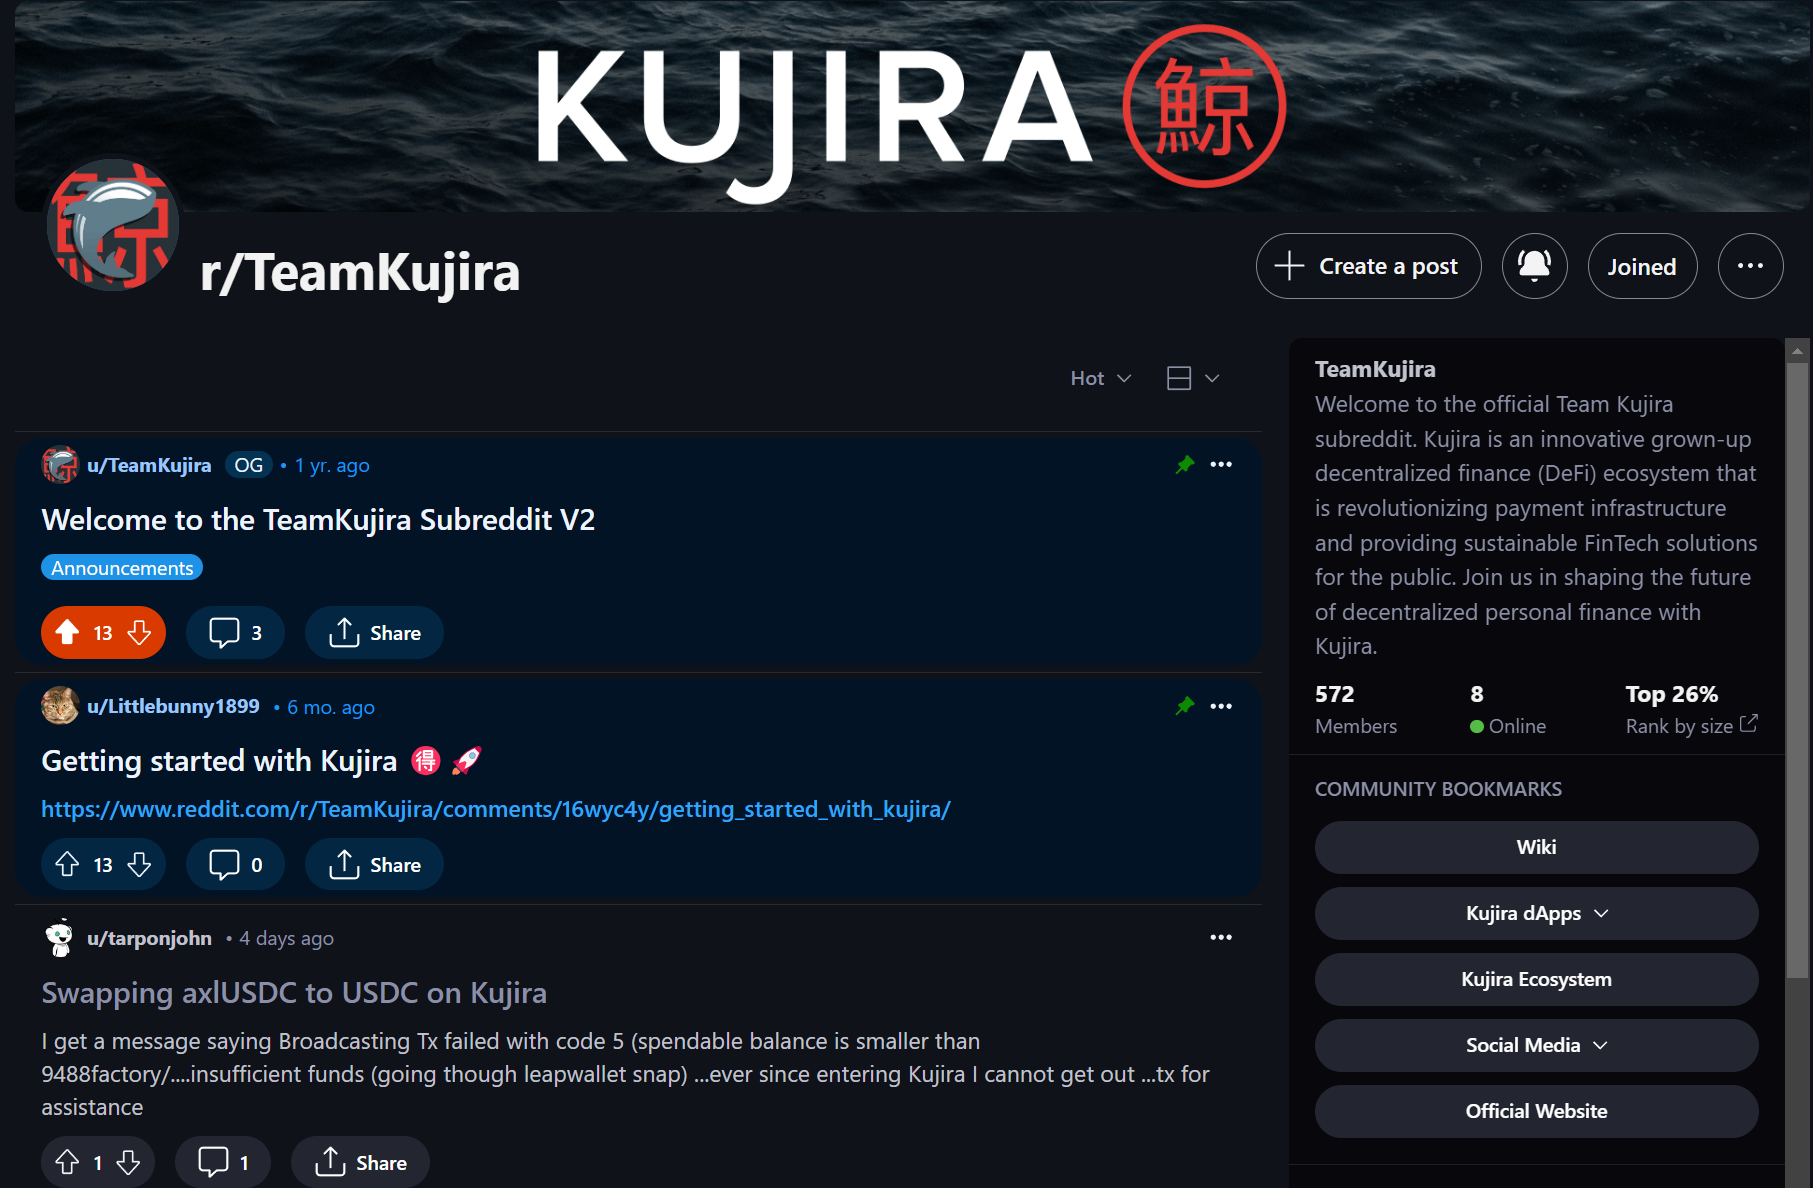 KUJIRA 鯨
鯨
r/TeamKujira
Create a post
Joined
Hot
u/TeamKujira OG • 1 yr. ago
Welcome to the TeamKujira Subreddit V2
Announcements
13 3 Share
u/Littlebunny1899 • 6 mo. ago
Getting started with Kujira 🉐 🚀
https://www.reddit.com/r/TeamKujira/comments/16wyc4y/getting_started_with_kujira/
13 0 Share
u/tarponjohn • 4 days ago
Swapping axlUSDC to USDC on Kujira
I get a message saying Broadcasting Tx failed with code 5 (spendable balance is smaller than
9488factory/....insufficient funds (going though leapwallet snap) ...ever since entering Kujira I cannot get out ...tx for
assistance
1 1 Share
TeamKujira
Welcome to the official Team Kujira
subreddit. Kujira is an innovative grown-up
decentralized finance (DeFi) ecosystem that
is revolutionizing payment infrastructure
and providing sustainable FinTech solutions
for the public. Join us in shaping the future
of decentralized personal finance with
Kujira.
572 8 Top 26%
Members Online Rank by size
COMMUNITY BOOKMARKS
Wiki
Kujira dApps
Kujira Ecosystem
Social Media
Official Website